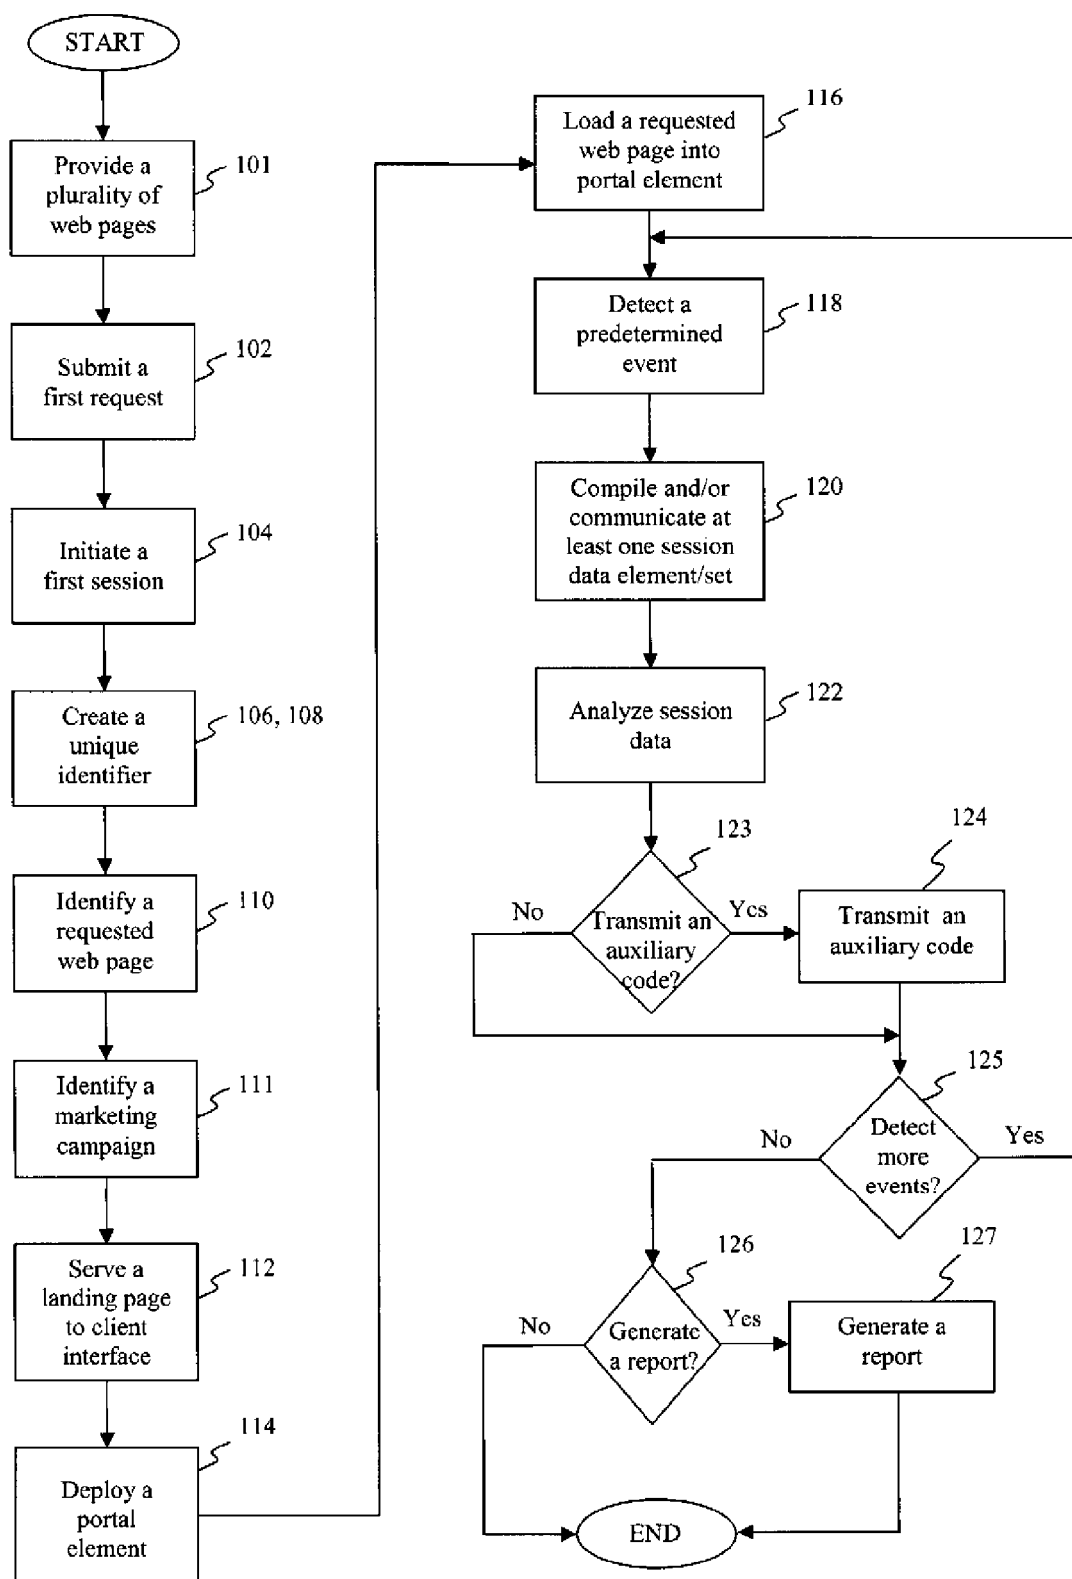 START
Provide a
plurality of
web pages
101
Submit a
first request
102
Initiate a
first session
104
Create a
unique
identifier
106, 108
Identify a
requested
web page
110
Identify a
marketing
campaign
111
Serve a
landing page
to client
interface
112
Deploy a
portal
element
114
Load a requested
web page into
portal element
116
Detect a
predetermined
event
118
Compile and/or
communicate at
least one session
data element/set
120
Analyze session
data
122
Transmit an
auxiliary
code?
123
No
Yes
Transmit an
auxiliary code
124
Detect
more
events?
125
No
Yes
Generate
a report?
126
No
Yes
Generate a
report
127
END